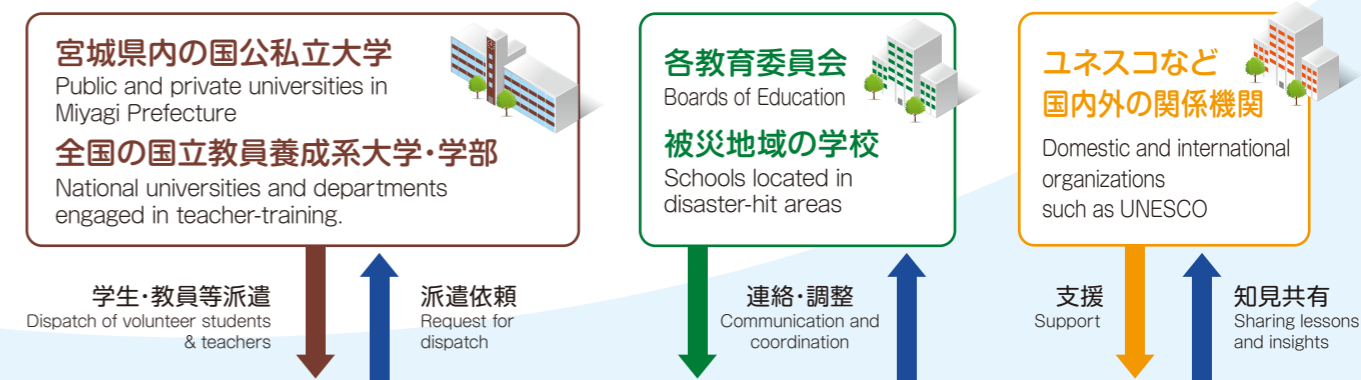 宮城県内の国公私立大学
Public and private universities in
Miyagi Prefecture
全国の国立教員養成系大学・学部
National universities and departments
engaged in teacher-training.
各教育委員会
Boards of Education
被災地域の学校
Schools located in
disaster-hit areas
ユネスコなど
国内外の関係機関
Domestic and international
organizations
such as UNESCO
学生・教員等派遣
Dispatch of volunteer students
& teachers
派遣依頼
Request for
dispatch
連絡・調整
Communication and
coordination
支援
Support
知見共有
Sharing lessons
and insights